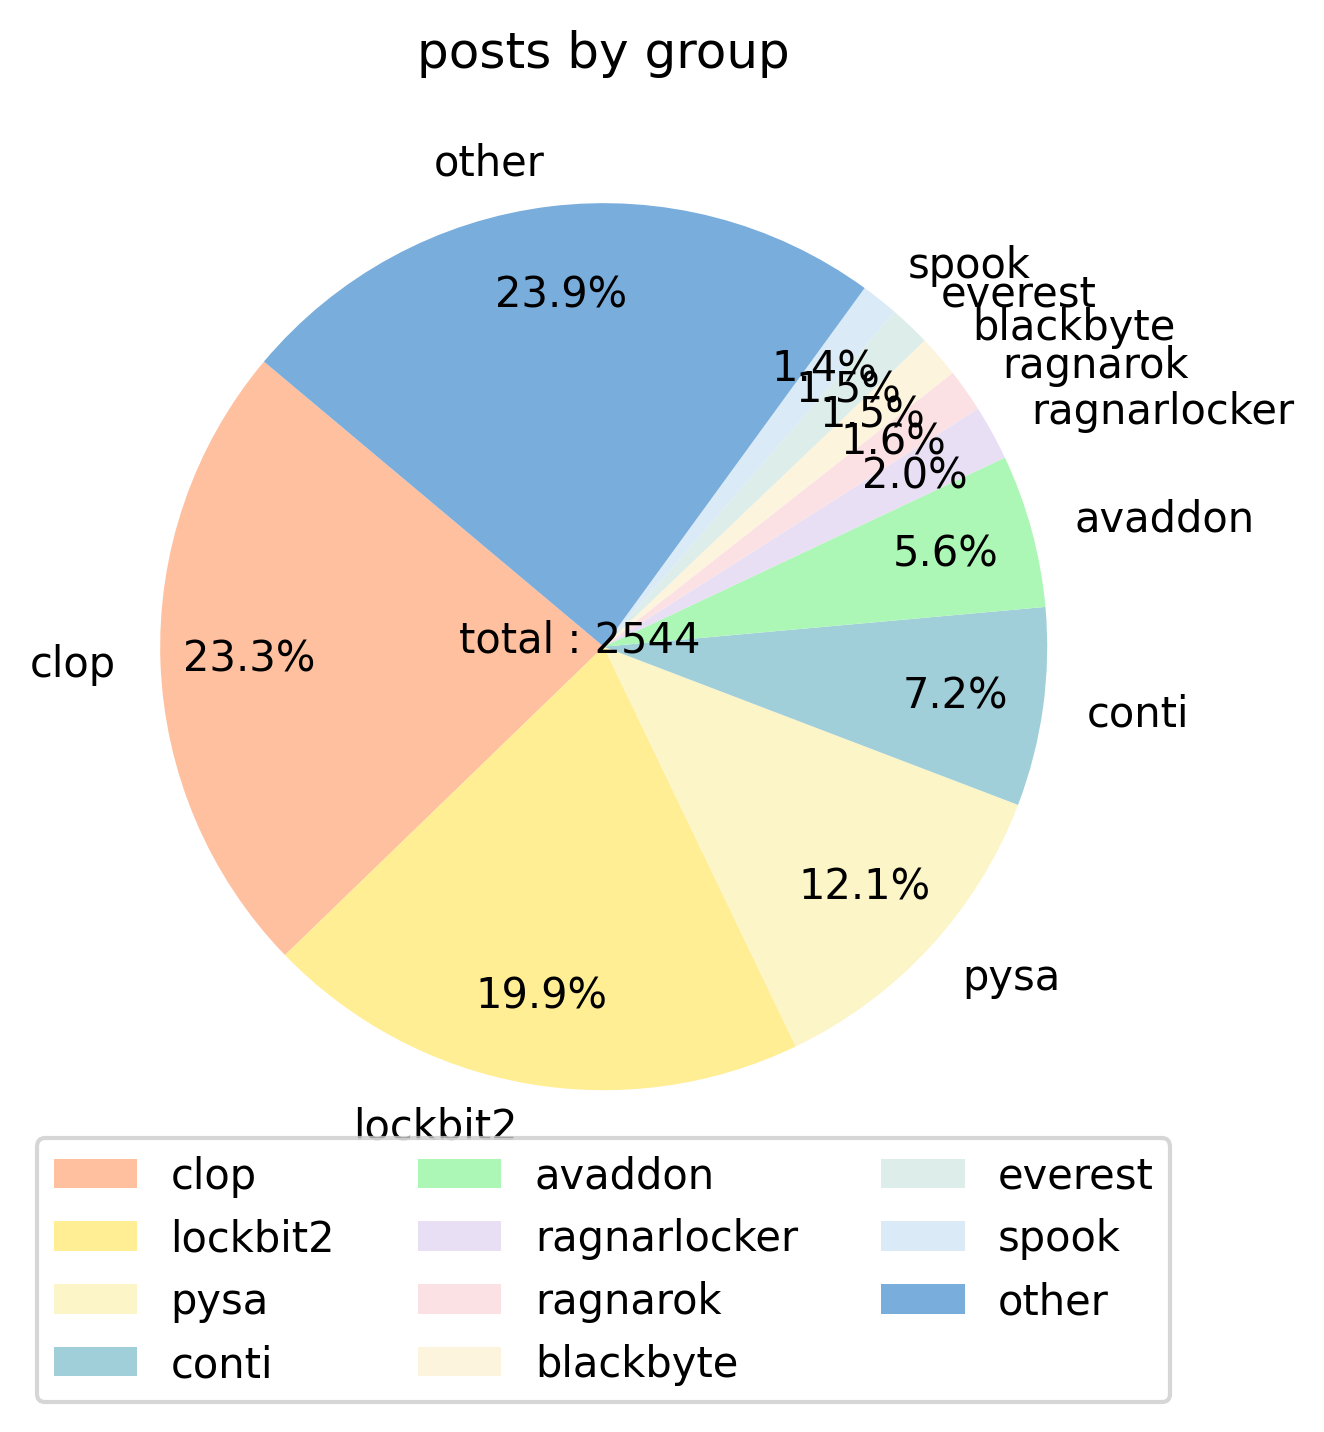 posts by group
other
spook
everest
blackbyte
ragnarok
ragnarlocker
avaddon
conti
pysa
lockbit2
clop
23.9%
1.4%
1.5%
1.5%
1.6%
2.0%
5.6%
7.2%
12.1%
19.9%
23.3%
total : 2544
clop
lockbit2
pysa
conti
avaddon
ragnarlocker
ragnarok
blackbyte
everest
spook
other